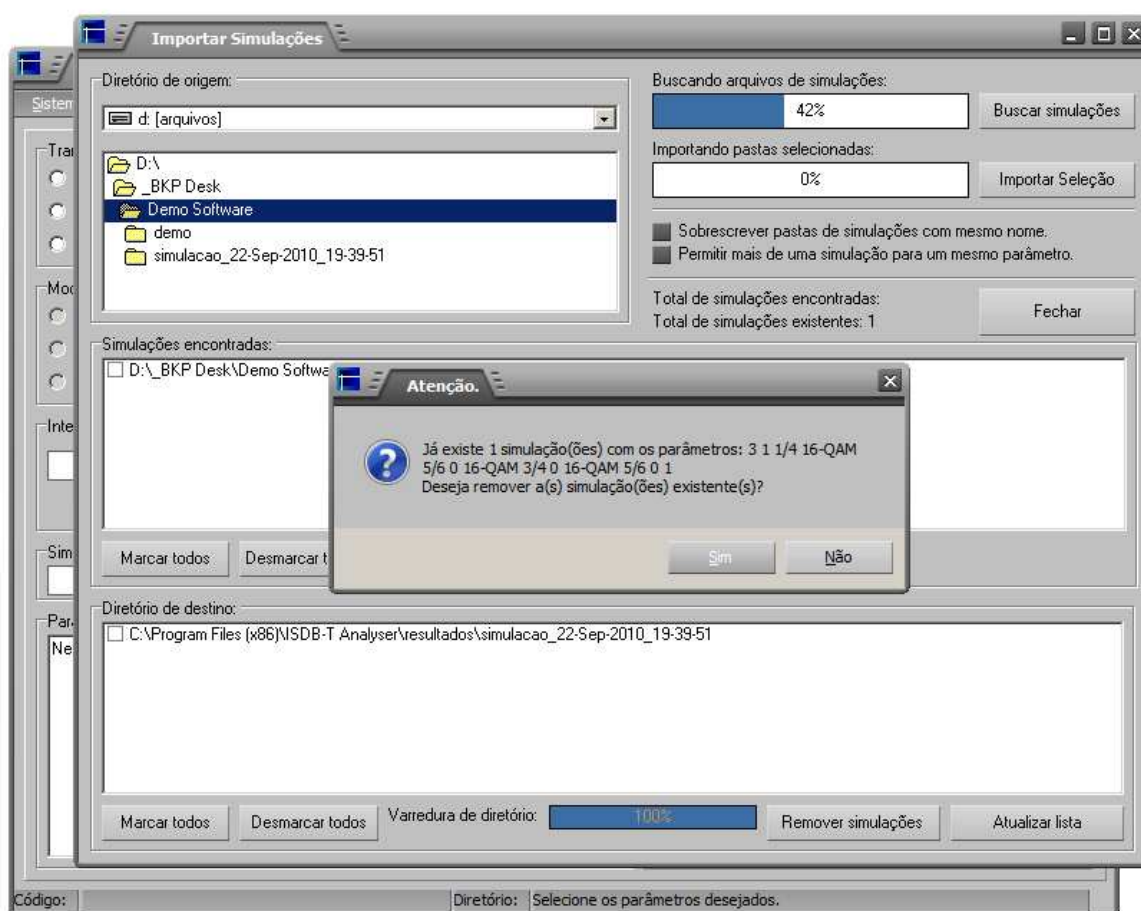 Importar Simulações
Sistem
Diretório de origem:
d: [arquivos]
D:\
_BKP Desk
Demo Software
demo
simulacao_22-Sep-2010_19-39-51
Buscando arquivos de simulações:
42%
Buscar simulações
Importando pastas selecionadas:
0%
Importar Seleção
Sobrescrever pastas de simulações com mesmo nome.
Permitir mais de uma simulação para um mesmo parâmetro.
Total de simulações encontradas:
Total de simulações existentes: 1
Fechar
Simulações encontradas:
D:\_BKP Desk\Demo Softwa
Atenção.
Já existe 1 simulação(ões) com os parâmetros: 3 1 1/4 16-QAM
5/6 0 16-QAM 3/4 0 16-QAM 5/6 0 1
Deseja remover a(s) simulação(ões) existente(s)?
Sim
Não
Marcar todos
Desmarcar t
Diretório de destino:
C:\Program Files (x86)\ISDB-T Analyser\resultados\simulacao_22-Sep-2010_19-39-51
Marcar todos
Desmarcar todos
Varredura de diretório:
100%
Remover simulações
Atualizar lista
Trar
Mod
Inte
Sim
Par
Ne
Código:
Diretório:
Selecione os parâmetros desejados.